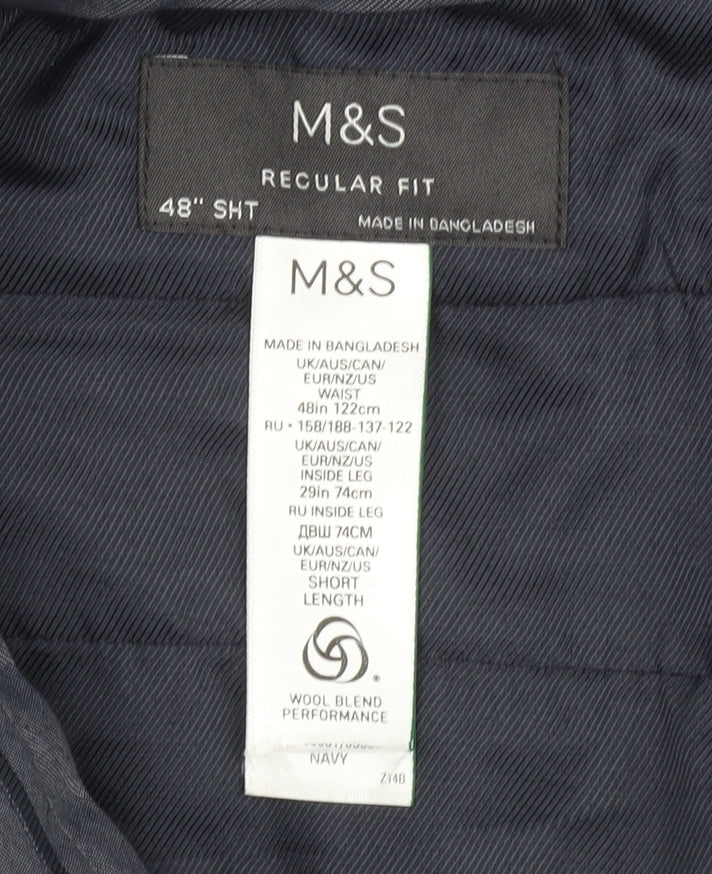 M&S
REGULAR FIT
48" SHT
MADE IN BANGLADESH
M&S
MADE IN BANGLADESH
UK/AUS/CAN/
EUR/NZ/US
WAIST
48in 122cm
RU • 158/188-137-122
UK/AUS/CAN/
EUR/NZ/US
INSIDE LEG
29in 74cm
RU INSIDE LEG
ДВШ 74CM
UK/AUS/CAN/
EUR/NZ/US
SHORT
LENGTH
WOOL BLEND
PERFORMANCE
NAVY
Z14B